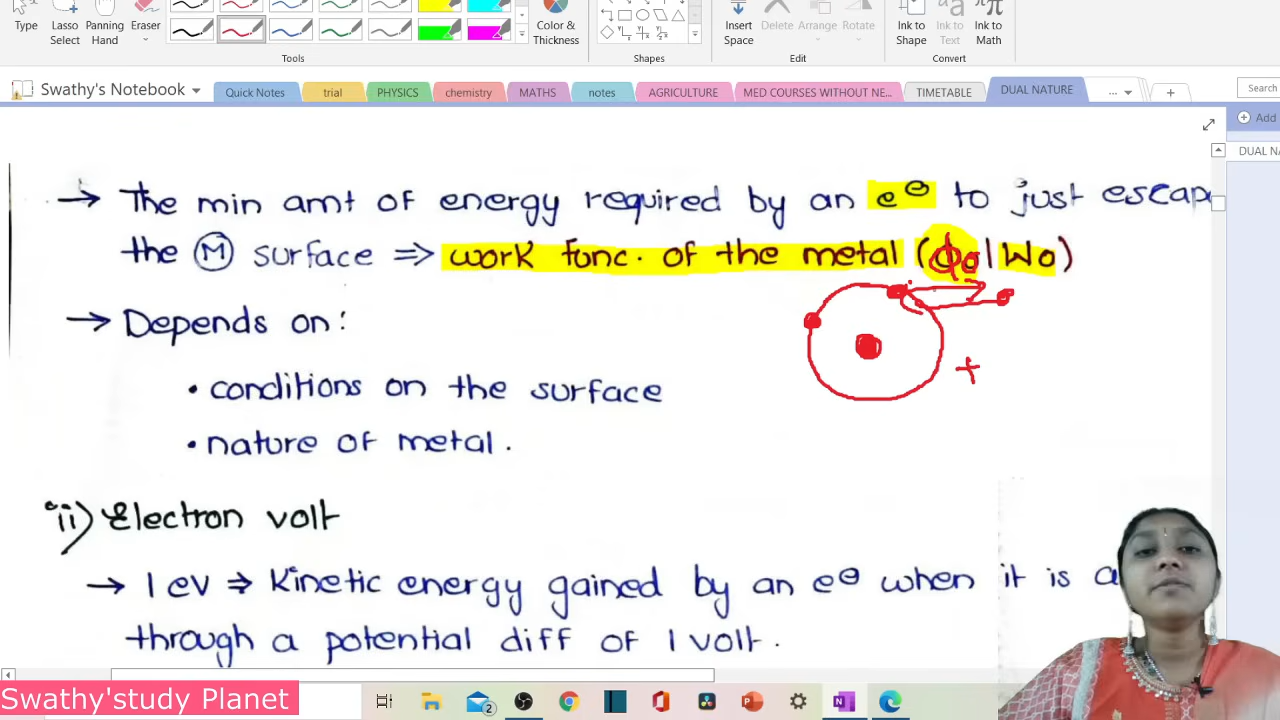 Type
Lasso Select
Panning Hand
Eraser
Color & Thickness
Insert Space
Delete
Arrange
Rotate
Ink to Shape
Ink to Text
Ink to Math
Tools
Shapes
Edit
Convert
Swathy's Notebook
Quick Notes
trial
PHYSICS
chemistry
MATHS
notes
AGRICULTURE
MED COURSES WITHOUT NE...
TIMETABLE
DUAL NATURE
...
+
Search
Add
DUAL NA
→ The min amt of energy required by an e⊖ to just escape
the Ⓜ surface ⇒ work func. of the metal (ϕo|Wo)
→ Depends on:
• conditions on the surface
+
• nature of metal.
ii) Electron volt
→ 1 eV ⇒ Kinetic energy gained by an e⊖ when it is a
through a potential diff of 1 volt.
Swathy'study Planet
2